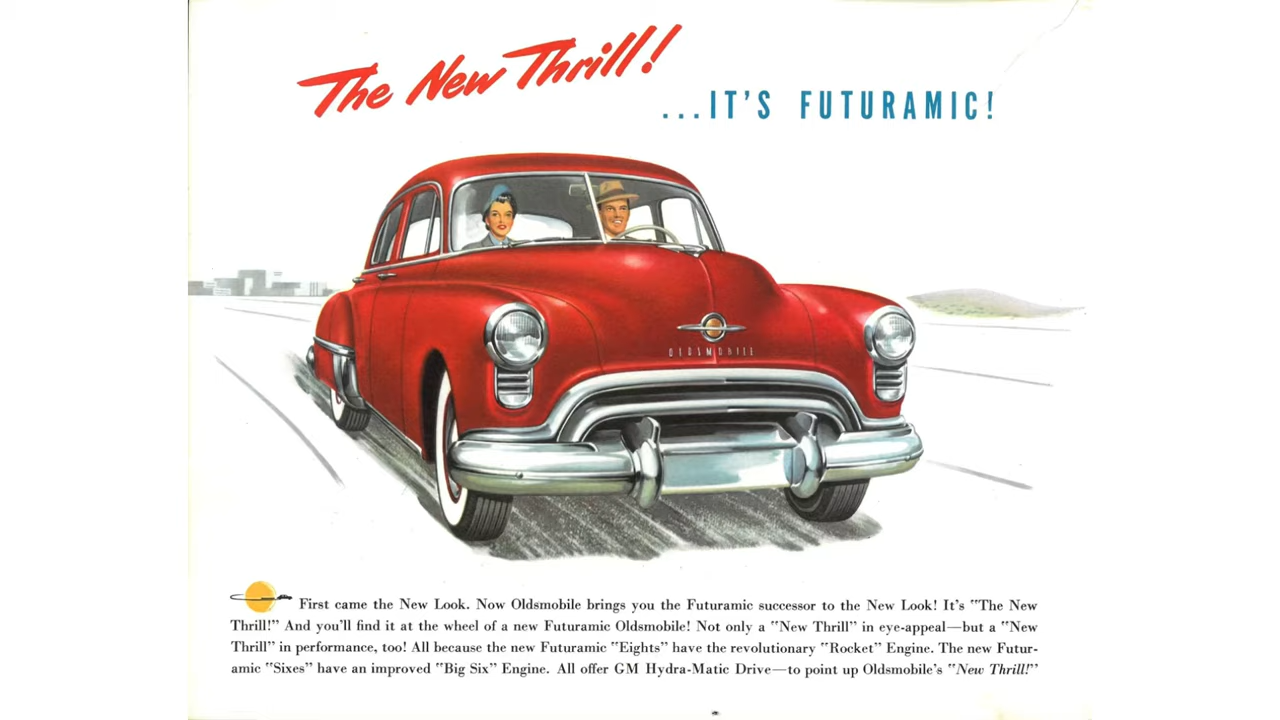 The New Thrill!
...IT'S FUTURAMIC!
OLDSMOBILE
First came the New Look. Now Oldsmobile brings you the Futuramic successor to the New Look! It's "The New
Thrill!" And you'll find it at the wheel of a new Futuramic Oldsmobile! Not only a "New Thrill" in eye-appeal—but a "New
Thrill" in performance, too! All because the new Futuramic "Eights" have the revolutionary "Rocket" Engine. The new Futur-
amic "Sixes" have an improved "Big Six" Engine. All offer GM Hydra-Matic Drive—to point up Oldsmobile's "New Thrill!"